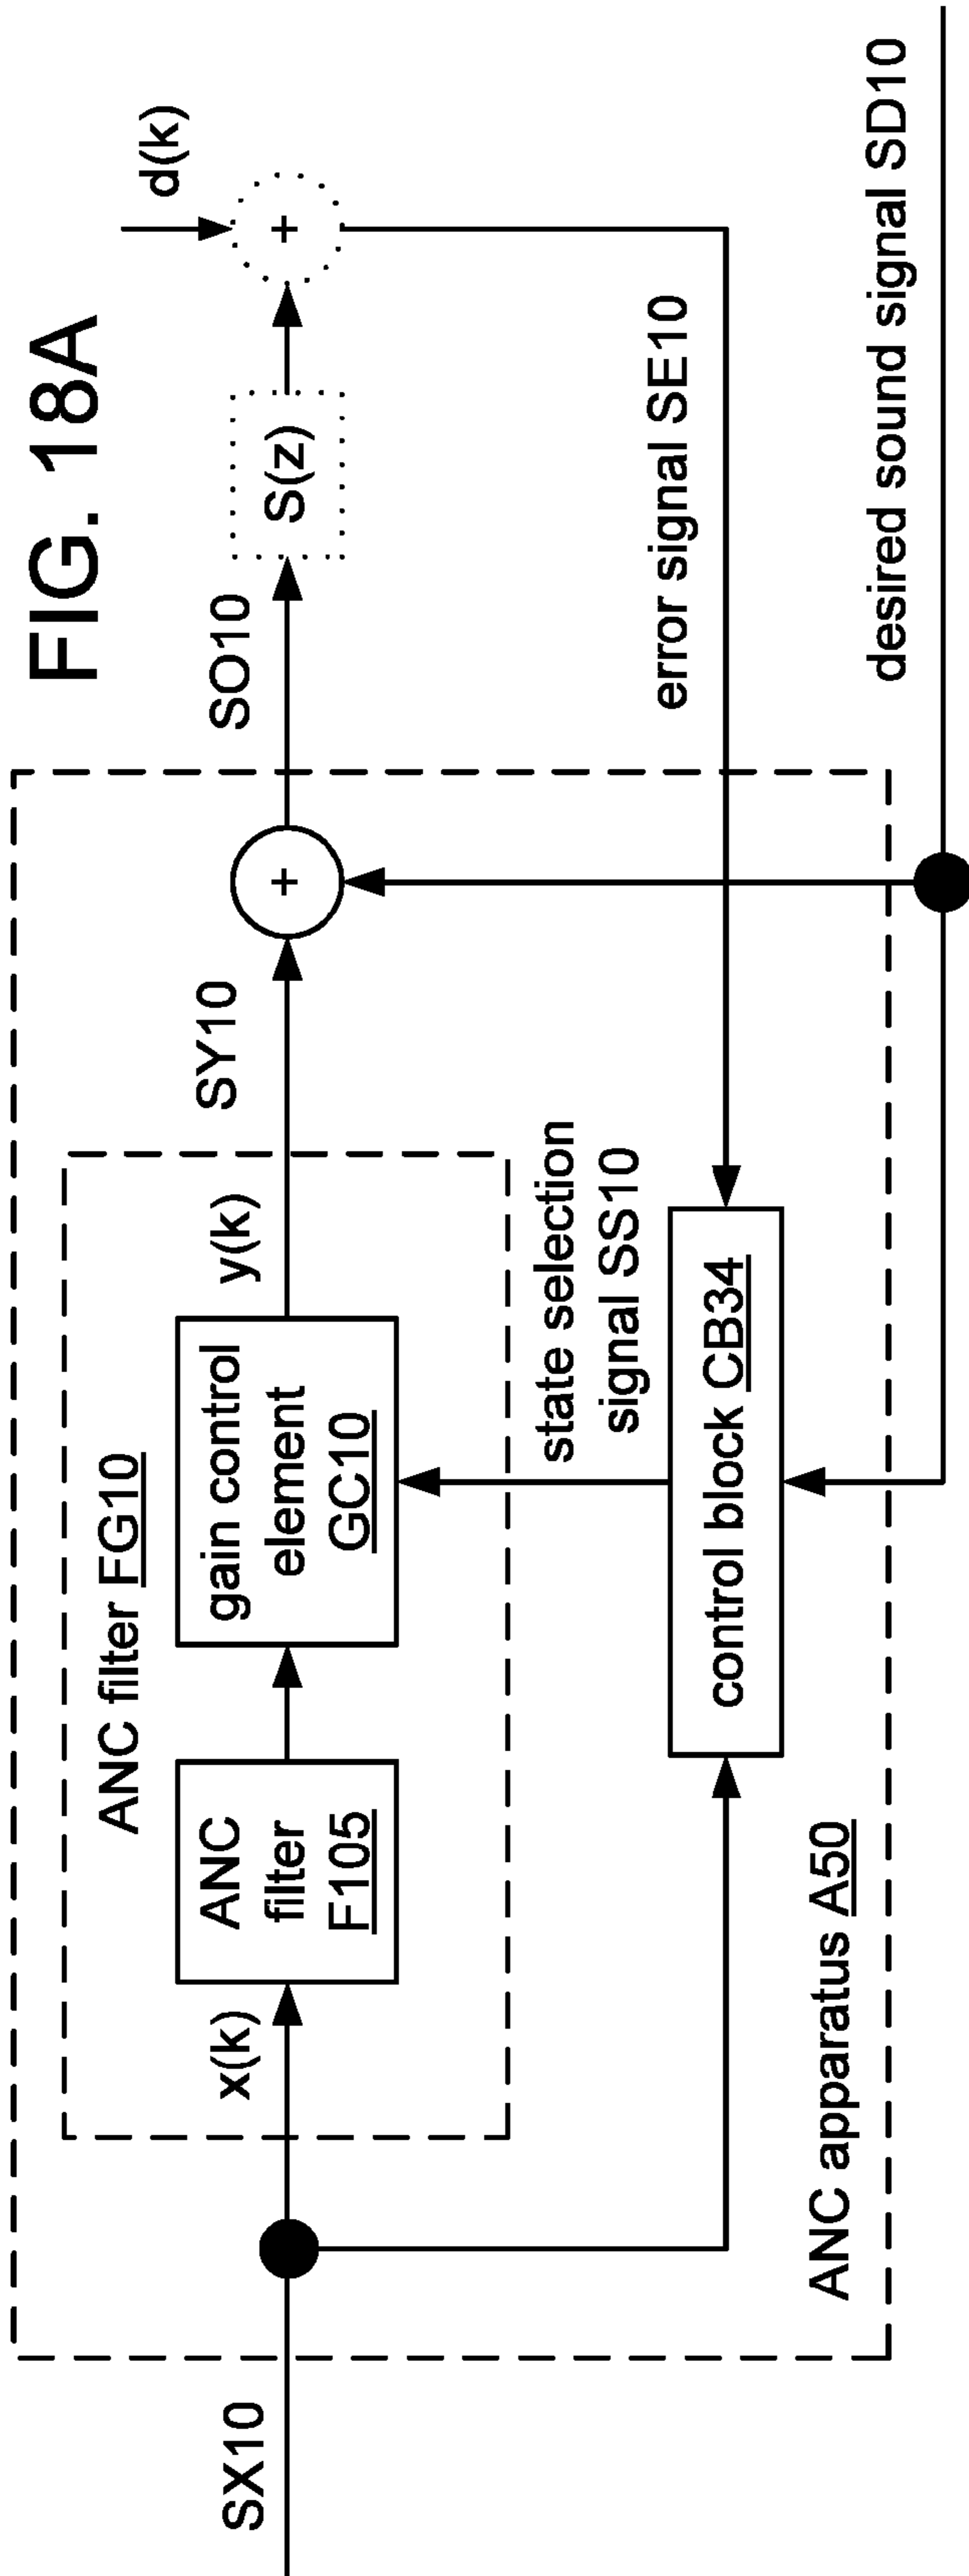 FIG. 18A
d(k)
SX10
x(k)
ANC filter FG10
ANC
filter
F105
gain control
element
GC10
y(k)
SY10
+
SO10
S(z)
+
state selection
signal SS10
error signal SE10
control block CB34
ANC apparatus A50
desired sound signal SD10